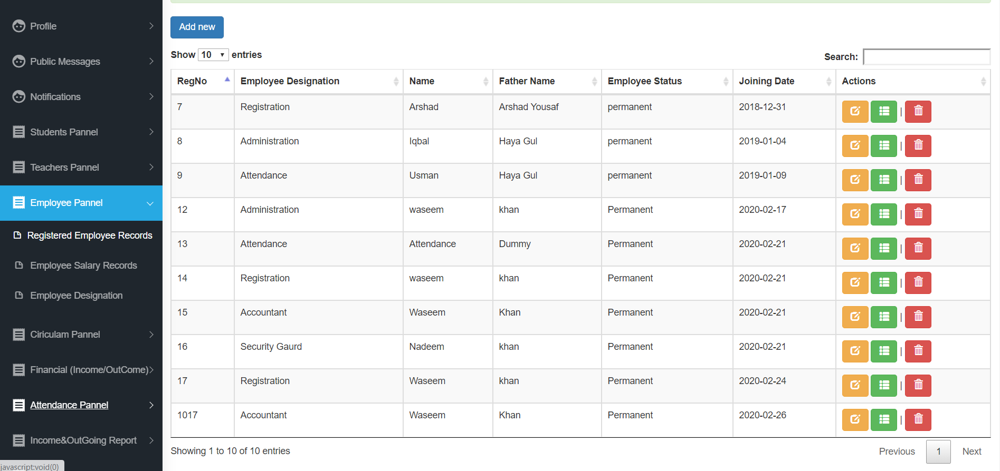 Profile
Public Messages
Notifications
Students Pannel
Teachers Pannel
Employee Pannel
Registered Employee Records
Employee Salary Records
Employee Designation
Ciriculam Pannel
Financial (Income/OutCome)
Attendance Pannel
Income&OutGoing Report
javascript:void(0)
Add new
Show 10 entries
Search:
RegNo Employee Designation Name Father Name Employee Status Joining Date Actions
7 Registration Arshad Arshad Yousaf permanent 2018-12-31 |
8 Administration Iqbal Haya Gul permanent 2019-01-04 |
9 Attendance Usman Haya Gul permanent 2019-01-09 |
12 Administration waseem khan Permanent 2020-02-17 |
13 Attendance Attendance Dummy Permanent 2020-02-21 |
14 Registration waseem khan Permanent 2020-02-21 |
15 Accountant Waseem Khan Permanent 2020-02-21 |
16 Security Gaurd Nadeem khan Permanent 2020-02-21 |
17 Registration Waseem khan Permanent 2020-02-24 |
1017 Accountant Waseem Khan Permanent 2020-02-26 |
Showing 1 to 10 of 10 entries
Previous 1 Next